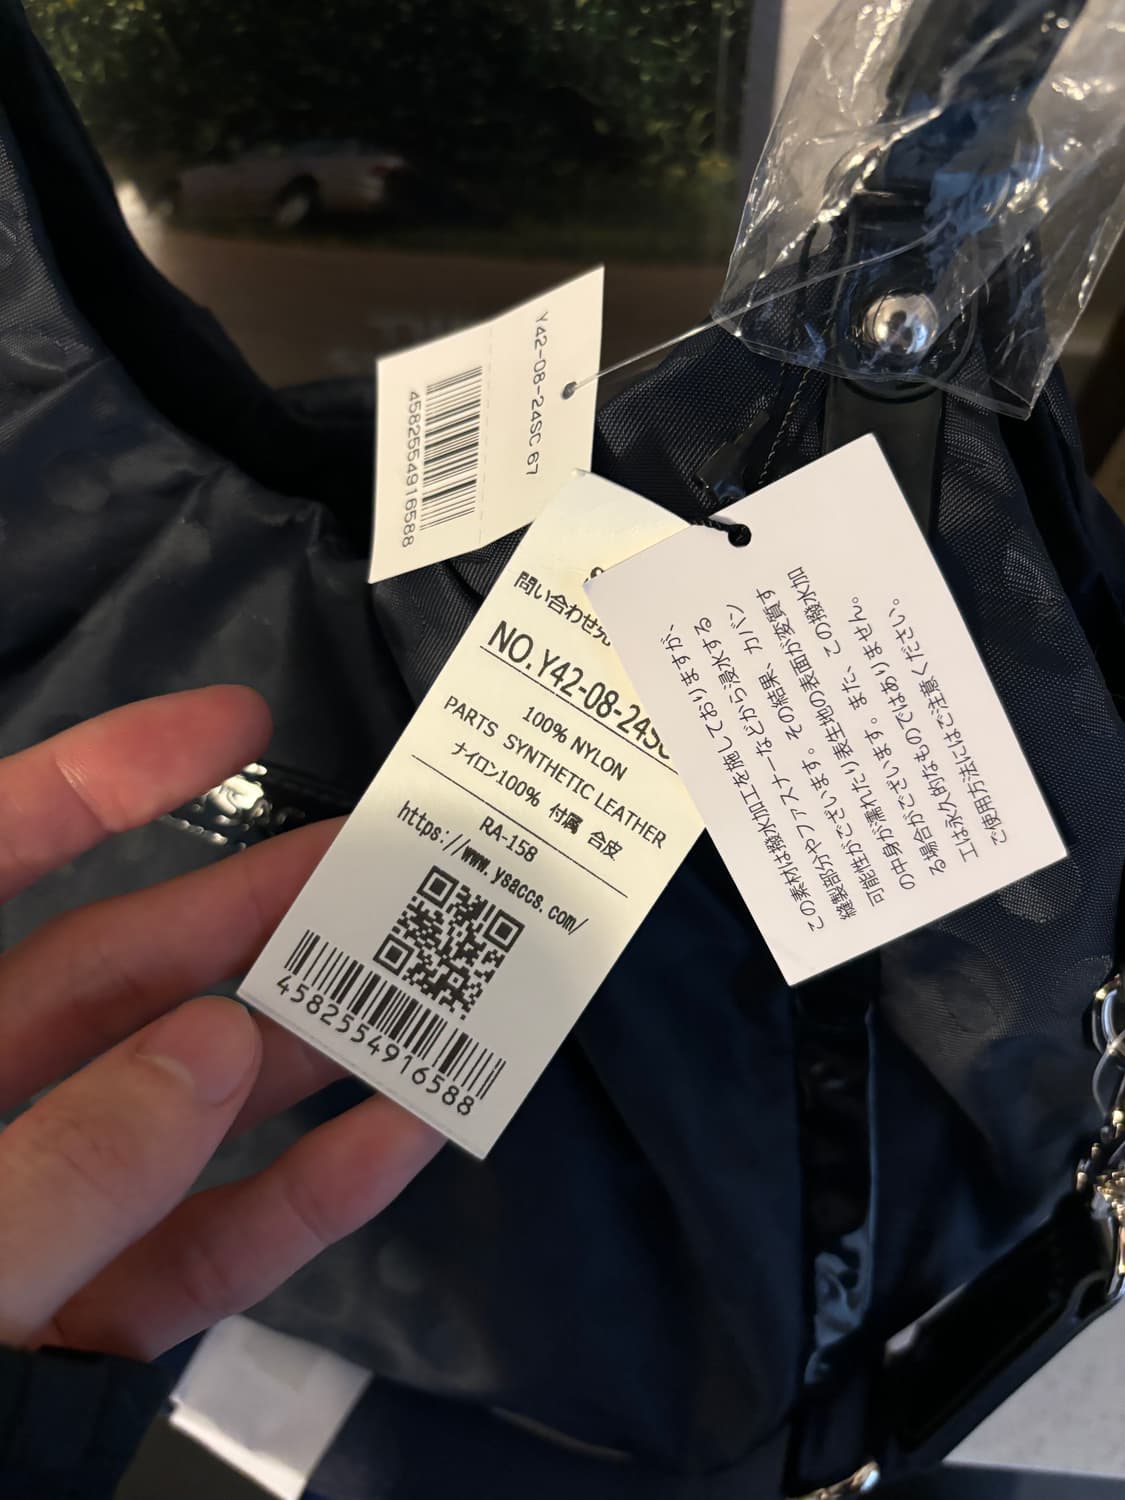 Y42-08-24SC 67
4582554916588
問い合わせ先
NO.Y42-08-24SC
100% NYLON
PARTS SYNTHETIC LEATHER
ナイロン100% 付属 合皮
RA-158
https://www.ysaccs.com/
4582554916588
この素材は撥水加工を施しておりますが、
縫製部分やファスナーなどから浸水する
可能性がございます。その結果、カバン
の中身が濡れたり表生地の表面が変質す
る場合がございます。また、この撥水加
工は永久的なものではありません。
ご使用方法にはご注意ください。